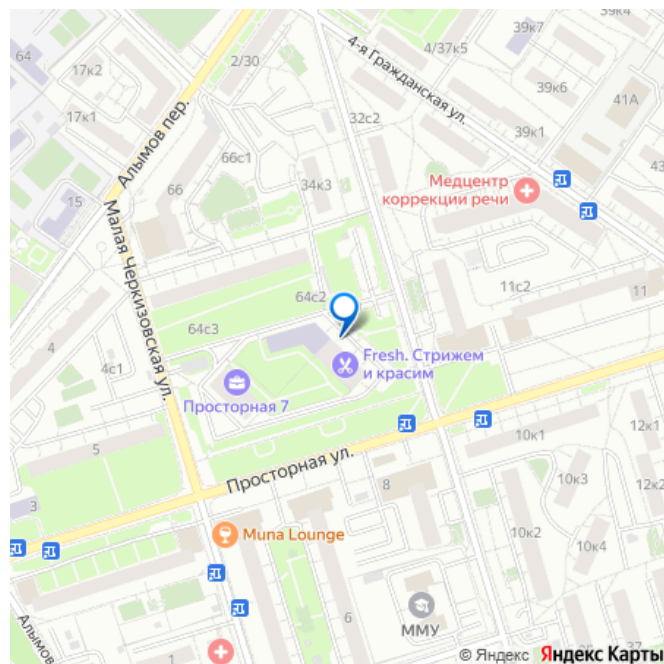 39к4
39к7
64
4-я Гражданская ул.
4/37к5
2/30
17к2
39к6
41А
17к1
32с2
Алымов пер.
39к1
66с1
43
66
34к3
Медцентр
коррекции речи
15
Малая Черкизовская ул.
11с2
11
64с2
64с3
4
4с1
Fresh. Стрижем
и красим
Просторная 7
5
10к1
12к1
Просторная ул.
8
10к3
12к2
3
10к2
Muna Lounge
10к4
6
ММУ
Алымов
37
© Яндекс Яндекс Карты